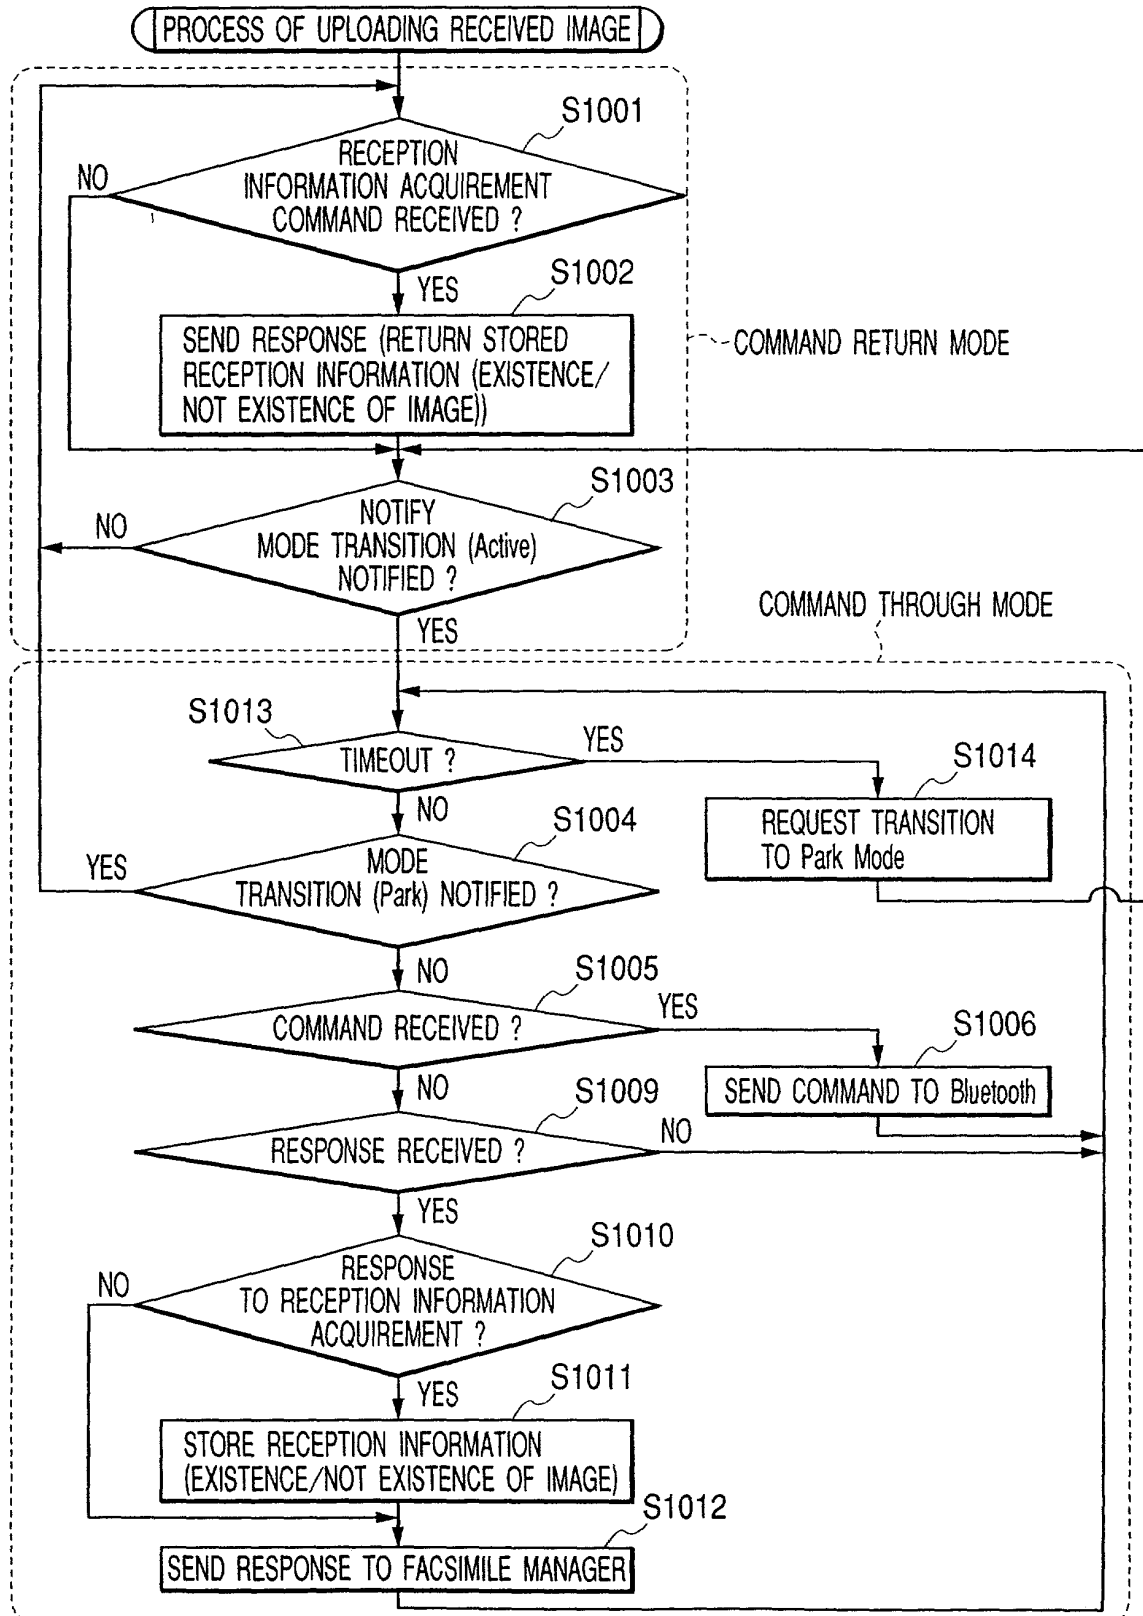 PROCESS OF UPLOADING RECEIVED IMAGE
S1001
RECEPTION
INFORMATION ACQUIREMENT
COMMAND RECEIVED ?
NO
YES
S1002
SEND RESPONSE (RETURN STORED
RECEPTION INFORMATION (EXISTENCE/
NOT EXISTENCE OF IMAGE))
COMMAND RETURN MODE
S1003
NOTIFY
MODE TRANSITION (Active)
NOTIFIED ?
NO
YES
COMMAND THROUGH MODE
S1013
TIMEOUT ?
YES
NO
S1014
REQUEST TRANSITION
TO Park Mode
S1004
MODE
TRANSITION (Park) NOTIFIED ?
YES
NO
S1005
COMMAND RECEIVED ?
YES
NO
S1006
SEND COMMAND TO Bluetooth
S1009
RESPONSE RECEIVED ?
NO
YES
S1010
RESPONSE
TO RECEPTION INFORMATION
ACQUIREMENT ?
NO
YES
S1011
STORE RECEPTION INFORMATION
(EXISTENCE/NOT EXISTENCE OF IMAGE)
S1012
SEND RESPONSE TO FACSIMILE MANAGER